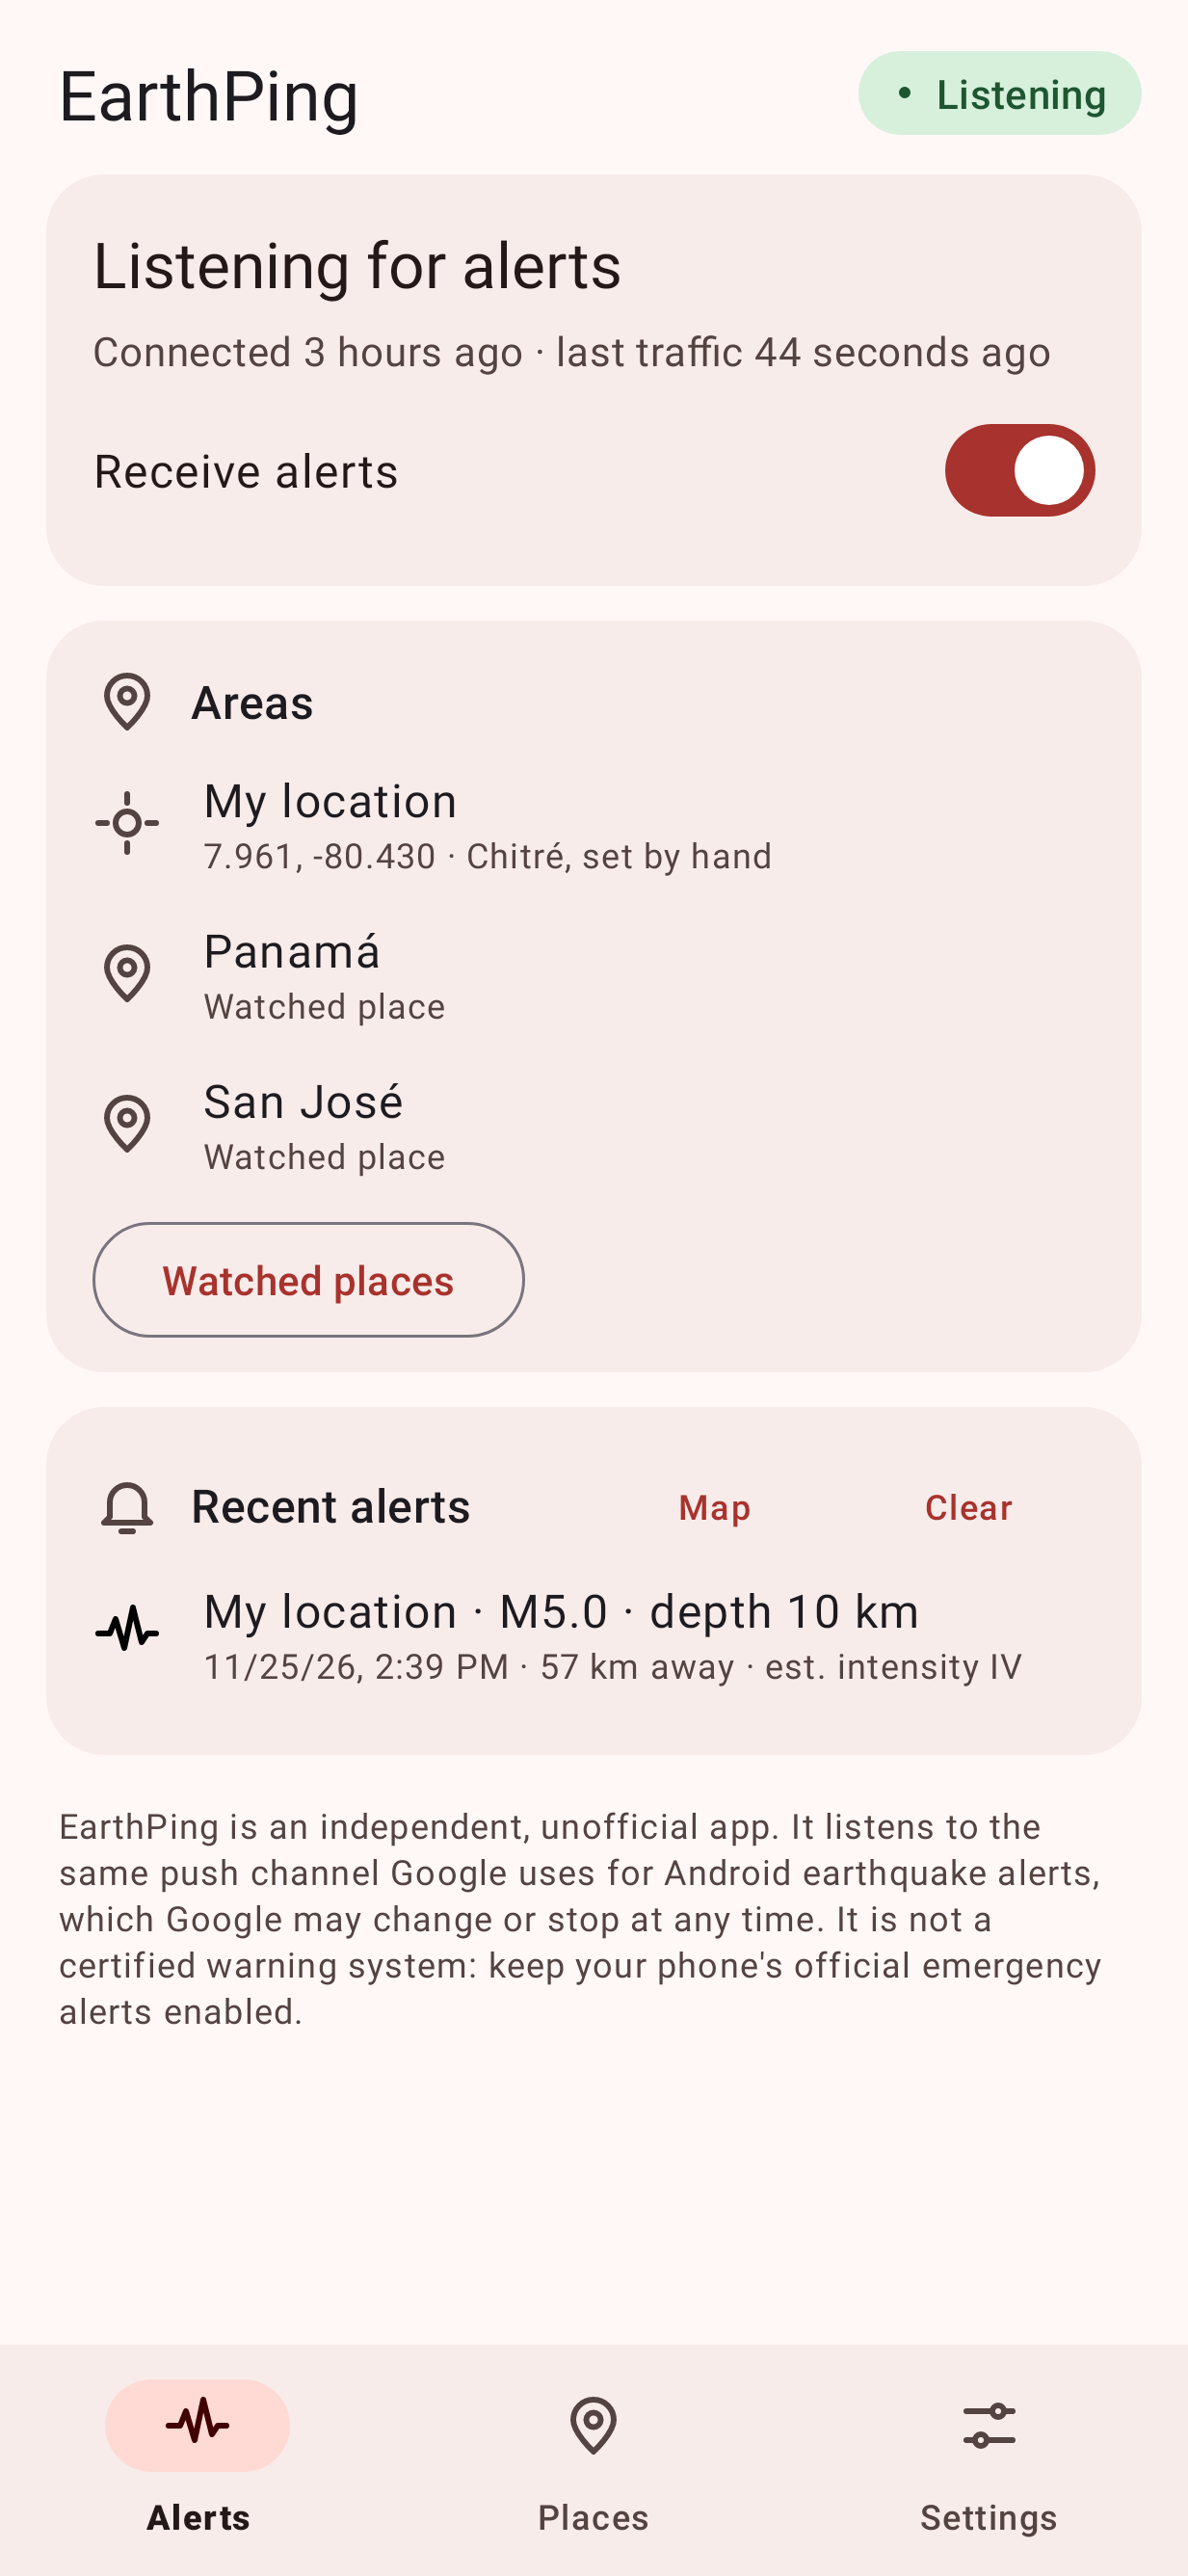 EarthPing
• Listening
Listening for alerts
Connected 3 hours ago · last traffic 44 seconds ago
Receive alerts
Areas
My location
7.961, -80.430 · Chitré, set by hand
Panamá
Watched place
San José
Watched place
Watched places
Recent alerts
Map
Clear
My location · M5.0 · depth 10 km
11/25/26, 2:39 PM · 57 km away · est. intensity IV
EarthPing is an independent, unofficial app. It listens to the
same push channel Google uses for Android earthquake alerts,
which Google may change or stop at any time. It is not a
certified warning system: keep your phone's official emergency
alerts enabled.
Alerts
Places
Settings